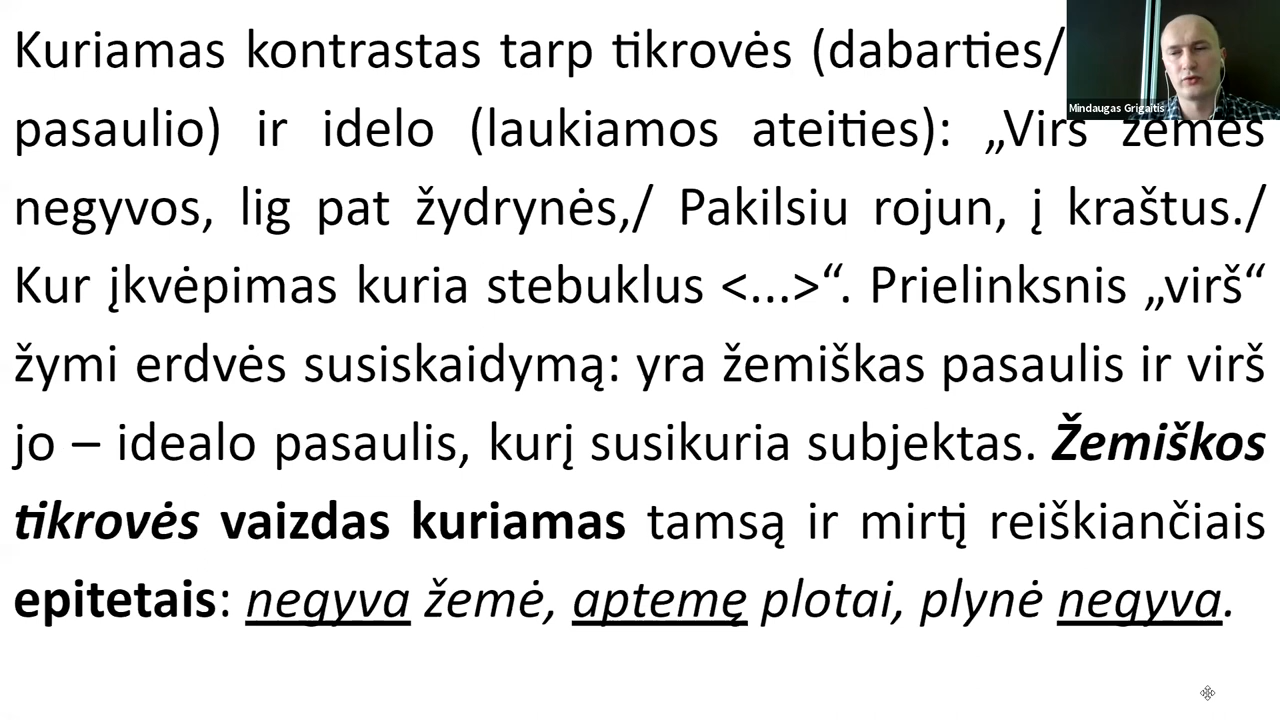 Kuriamas kontrastas tarp tikrovės (dabarties/
Mindaugas Grigaitis
pasaulio) ir idelo (laukiamos ateities): „Virš žemės
negyvos, lig pat žydrynės,/ Pakilsiu rojun, į kraštus./
Kur įkvėpimas kuria stebuklus <...>“. Prielinksnis „virš“
žymi erdvės susiskaidymą: yra žemiškas pasaulis ir virš
jo – idealo pasaulis, kurį susikuria subjektas. Žemiškos
tikrovės vaizdas kuriamas tamsą ir mirtį reiškiančiais
epitetais: negyva žemė, aptemę plotai, plynė negyva.